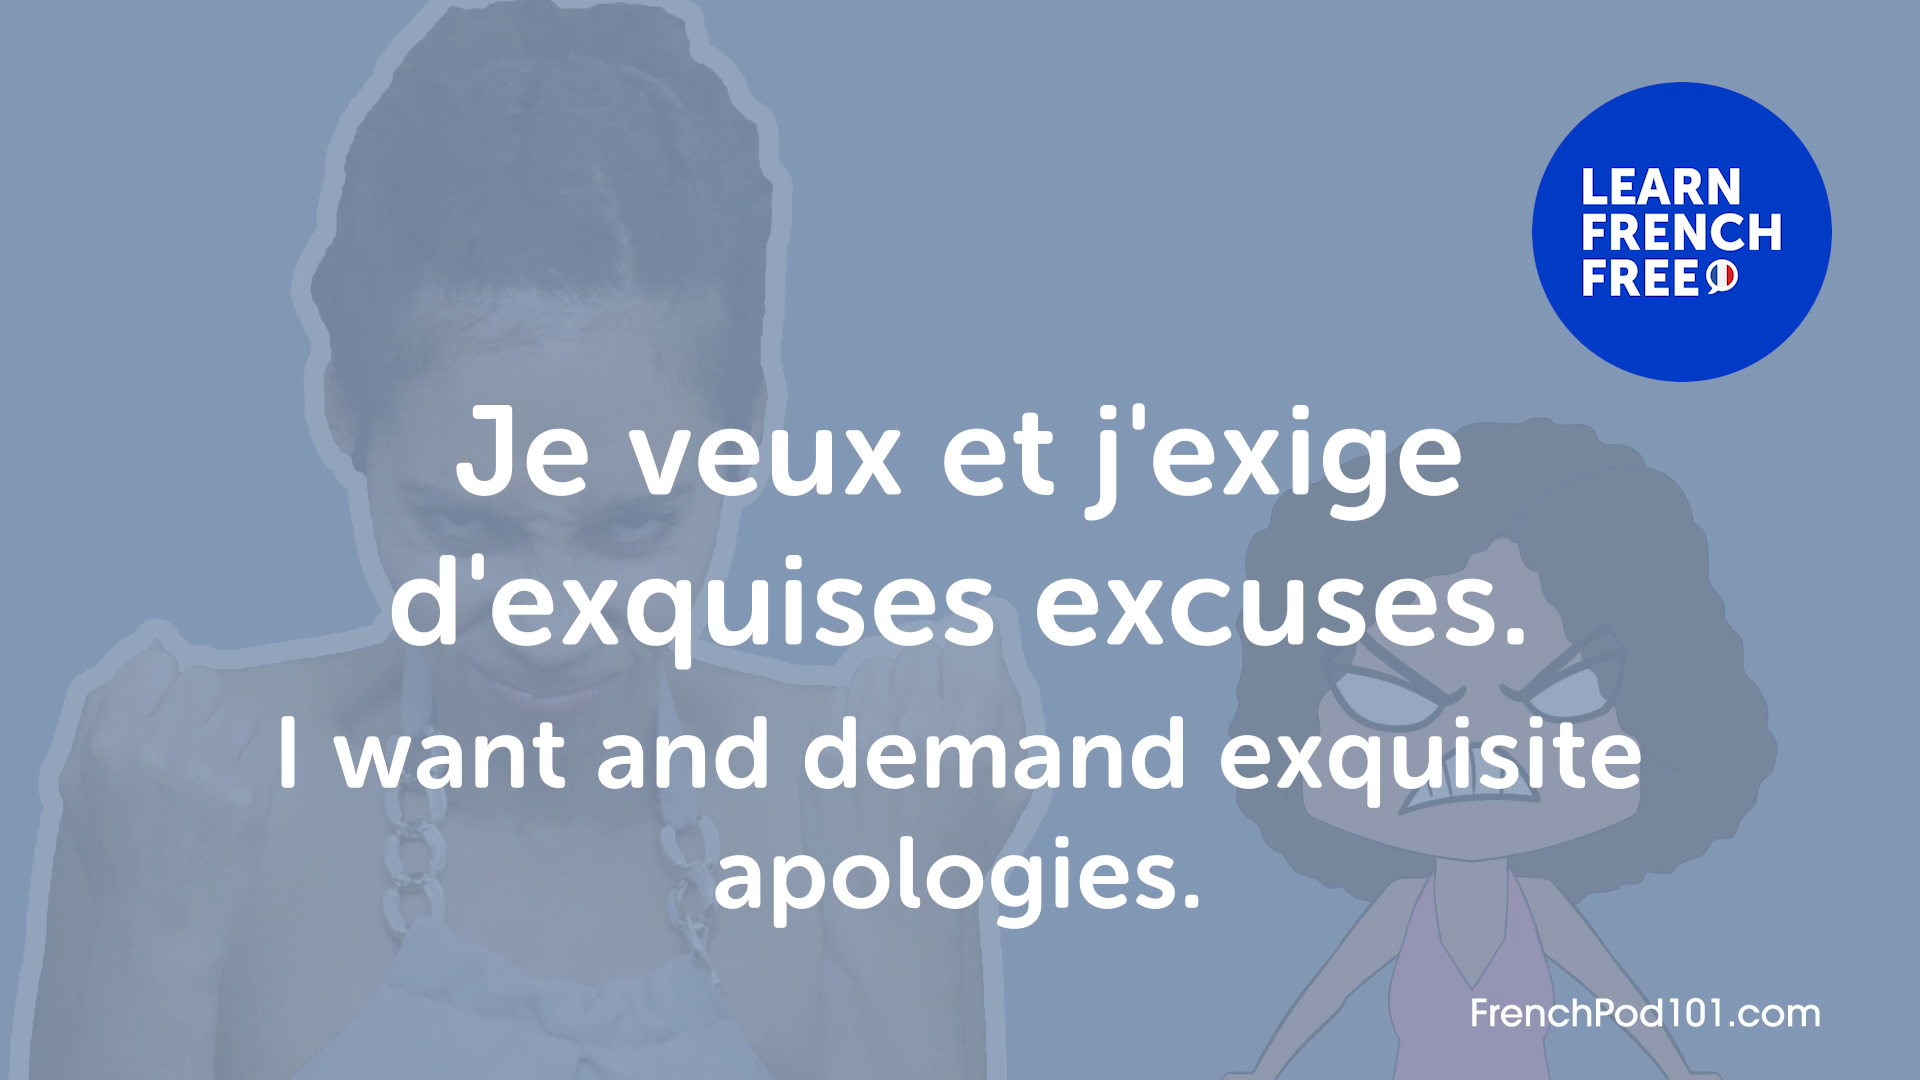 LEARN
FRENCH
FREE
Je veux et j'exige
d'exquises excuses.
I want and demand exquisite
apologies.
FrenchPod101.com